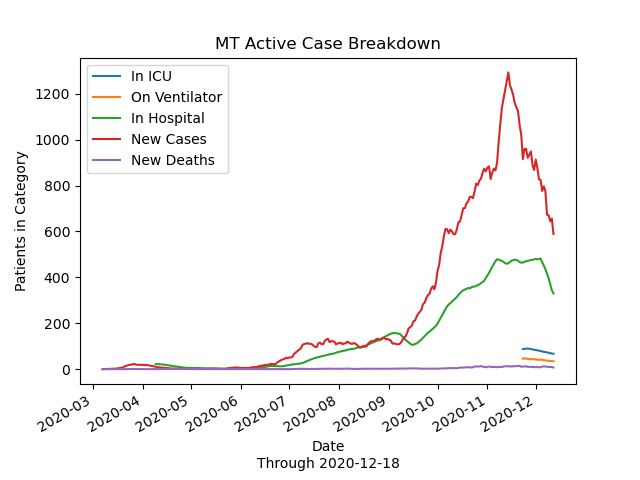 MT Active Case Breakdown
In ICU
On Ventilator
In Hospital
New Cases
New Deaths
Patients in Category
1200
1000
800
600
400
200
0
2020-03
2020-04
2020-05
2020-06
2020-07
2020-08
2020-09
2020-10
2020-11
2020-12
Date
Through 2020-12-18